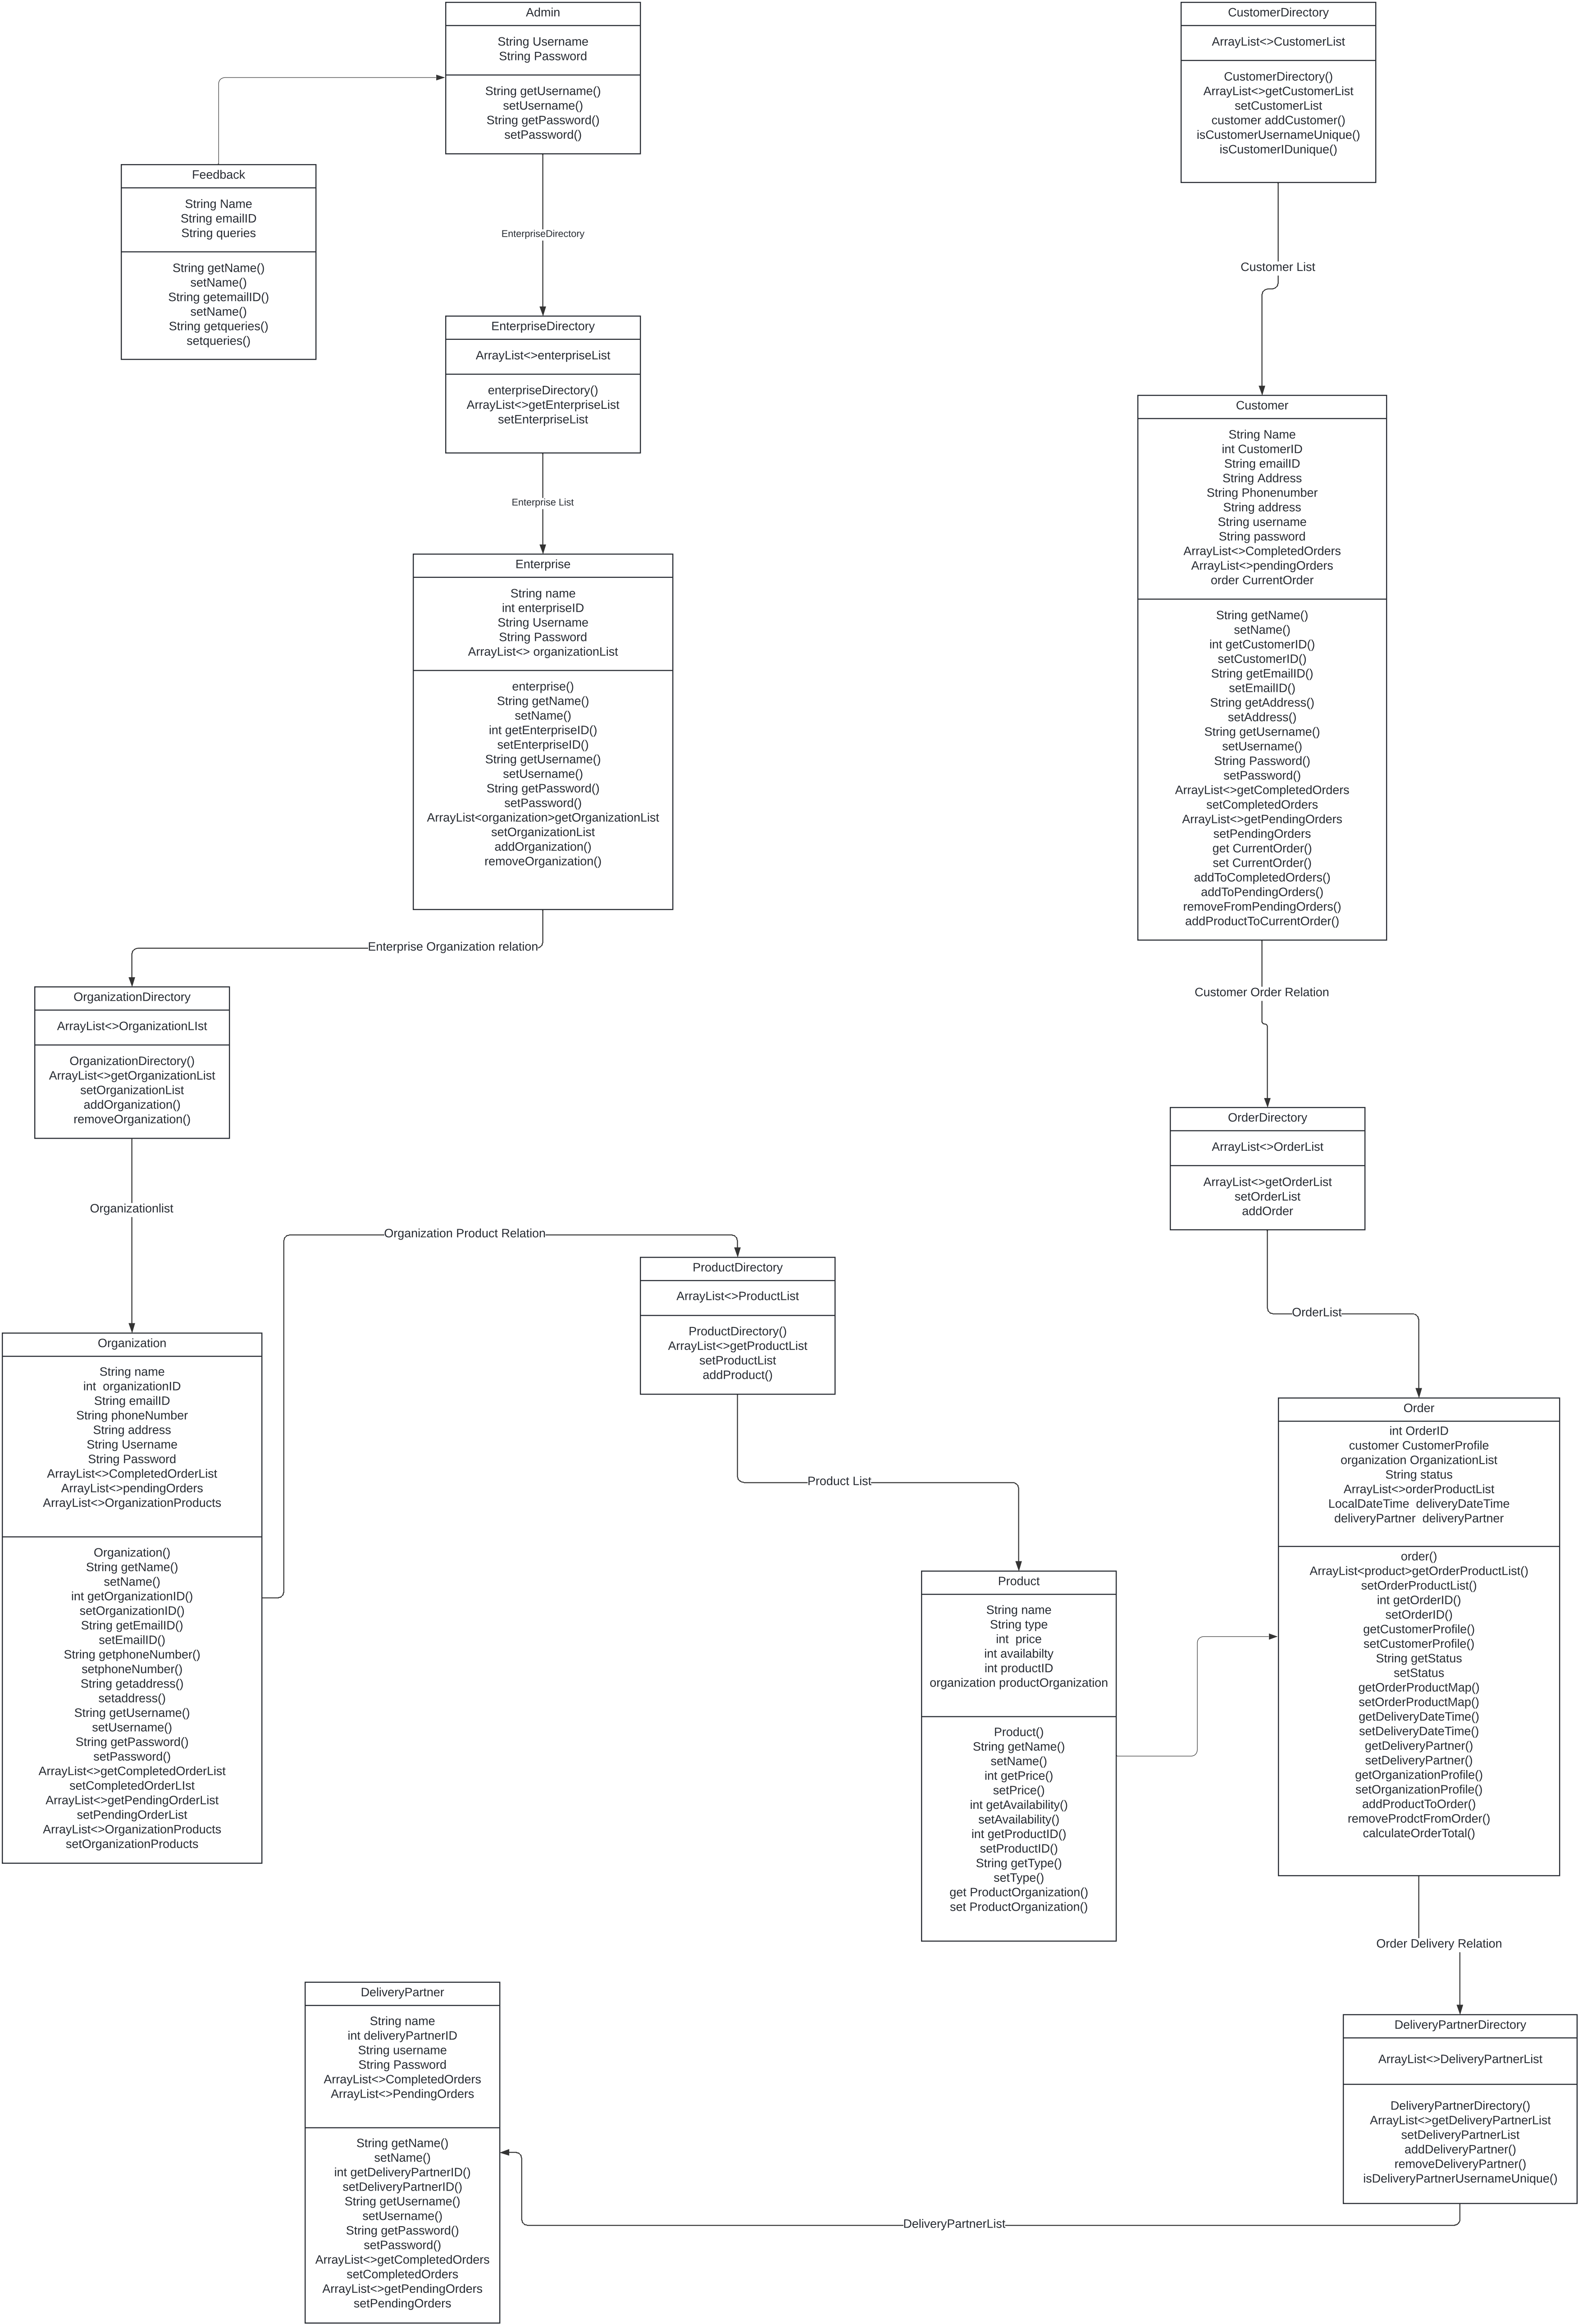 Admin
String Username
String Password
String getUsername()
setUsername()
String getPassword()
setPassword()
CustomerDirectory
ArrayList<>CustomerList
CustomerDirectory()
ArrayList<>getCustomerList
setCustomerList
customer addCustomer()
isCustomerUsernameUnique()
isCustomerIDunique()
Feedback
String Name
String emailID
String queries
String getName()
setName()
String getemailID()
setName()
String getqueries()
setqueries()
EnterpriseDirectory
Customer List
EnterpriseDirectory
ArrayList<>enterpriseList
enterpriseDirectory()
ArrayList<>getEnterpriseList
setEnterpriseList
Enterprise List
Customer
String Name
int CustomerID
String emailID
String Address
String Phonenumber
String address
String username
String password
ArrayList<>CompletedOrders
ArrayList<>pendingOrders
order CurrentOrder
String getName()
setName()
int getCustomerID()
setCustomerID()
String getEmailID()
setEmailID()
String getAddress()
setAddress()
String getUsername()
setUsername()
String Password()
setPassword()
ArrayList<>getCompletedOrders
setCompletedOrders
ArrayList<>getPendingOrders
setPendingOrders
get CurrentOrder()
set CurrentOrder()
addToCompletedOrders()
addToPendingOrders()
removeFromPendingOrders()
addProductToCurrentOrder()
Enterprise
String name
int enterpriseID
String Username
String Password
ArrayList<> organizationList
enterprise()
String getName()
setName()
int getEnterpriseID()
setEnterpriseID()
String getUsername()
setUsername()
String getPassword()
setPassword()
ArrayList<organization>getOrganizationList
setOrganizationList
addOrganization()
removeOrganization()
Enterprise Organization relation
Customer Order Relation
OrganizationDirectory
ArrayList<>OrganizationLIst
OrganizationDirectory()
ArrayList<>getOrganizationList
setOrganizationList
addOrganization()
removeOrganization()
OrderDirectory
ArrayList<>OrderList
ArrayList<>getOrderList
setOrderList
addOrder
Organizationlist
Organization Product Relation
ProductDirectory
ArrayList<>ProductList
ProductDirectory()
ArrayList<>getProductList
setProductList
addProduct()
OrderList
Organization
String name
int  organizationID
String emailID
String phoneNumber
String address
String Username
String Password
ArrayList<>CompletedOrderList
ArrayList<>pendingOrders
ArrayList<>OrganizationProducts
Organization()
String getName()
setName()
int getOrganizationID()
setOrganizationID()
String getEmailID()
setEmailID()
String getphoneNumber()
setphoneNumber()
String getaddress()
setaddress()
String getUsername()
setUsername()
String getPassword()
setPassword()
ArrayList<>getCompletedOrderList
setCompletedOrderLIst
ArrayList<>getPendingOrderList
setPendingOrderList
ArrayList<>OrganizationProducts
setOrganizationProducts
Product List
Order
int OrderID
customer CustomerProfile
organization OrganizationList
String status
ArrayList<>orderProductList
LocalDateTime  deliveryDateTime
deliveryPartner  deliveryPartner
order()
ArrayList<product>getOrderProductList()
setOrderProductList()
int getOrderID()
setOrderID()
getCustomerProfile()
setCustomerProfile()
String getStatus
setStatus
getOrderProductMap()
setOrderProductMap()
getDeliveryDateTime()
setDeliveryDateTime()
getDeliveryPartner()
setDeliveryPartner()
getOrganizationProfile()
setOrganizationProfile()
addProductToOrder()
removeProdctFromOrder()
calculateOrderTotal()
Product
String name
String type
int  price
int availabilty
int productID
organization productOrganization
Product()
String getName()
setName()
int getPrice()
setPrice()
int getAvailability()
setAvailability()
int getProductID()
setProductID()
String getType()
setType()
get ProductOrganization()
set ProductOrganization()
Order Delivery Relation
DeliveryPartner
String name
int deliveryPartnerID
String username
String Password
ArrayList<>CompletedOrders
ArrayList<>PendingOrders
String getName()
setName()
int getDeliveryPartnerID()
setDeliveryPartnerID()
String getUsername()
setUsername()
String getPassword()
setPassword()
ArrayList<>getCompletedOrders
setCompletedOrders
ArrayList<>getPendingOrders
setPendingOrders
DeliveryPartnerDirectory
ArrayList<>DeliveryPartnerList
DeliveryPartnerDirectory()
ArrayList<>getDeliveryPartnerList
setDeliveryPartnerList
addDeliveryPartner()
removeDeliveryPartner()
isDeliveryPartnerUsernameUnique()
DeliveryPartnerList